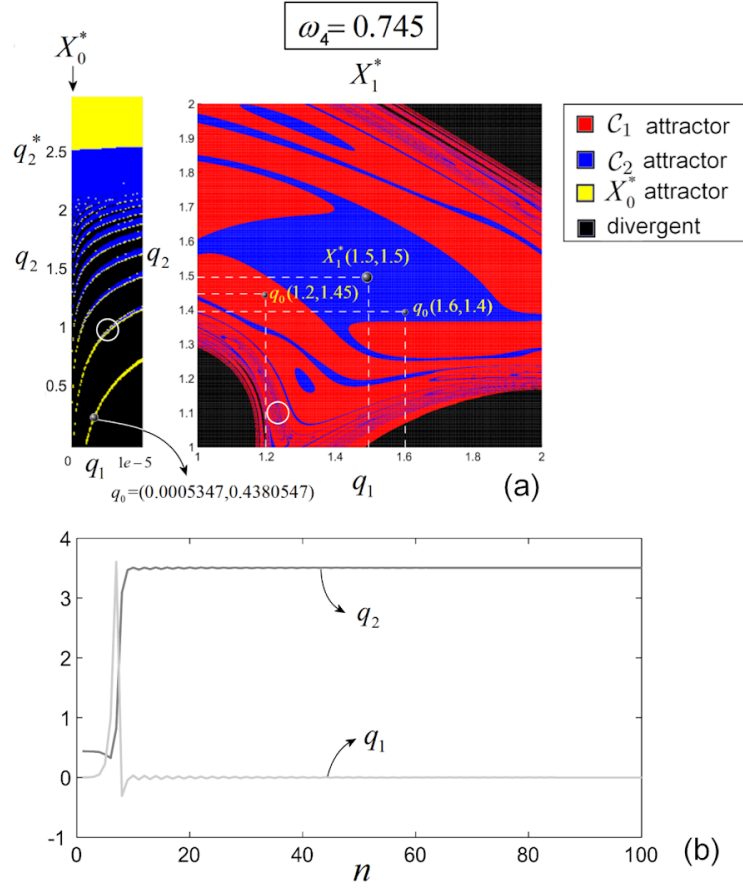 ω₄= 0.745
X₀*
X₁*
q₂*
2.5
2
q₂
1.5
1
0.5
0
q₁
1e-5
q₂
2
1.9
1.8
1.7
1.6
1.5
1.4
1.3
1.2
1.1
1
X₁*(1.5,1.5)
q₀(1.2,1.45)
q₀(1.6,1.4)
1 1.2 1.4 1.6 1.8 2
q₁
(a)
q₀=(0.0005347,0.4380547)
C₁ attractor
C₂ attractor
X₀* attractor
divergent
4
3
2
1
0
-1
q₂
q₁
0 20 40 60 80 100
n
(b)